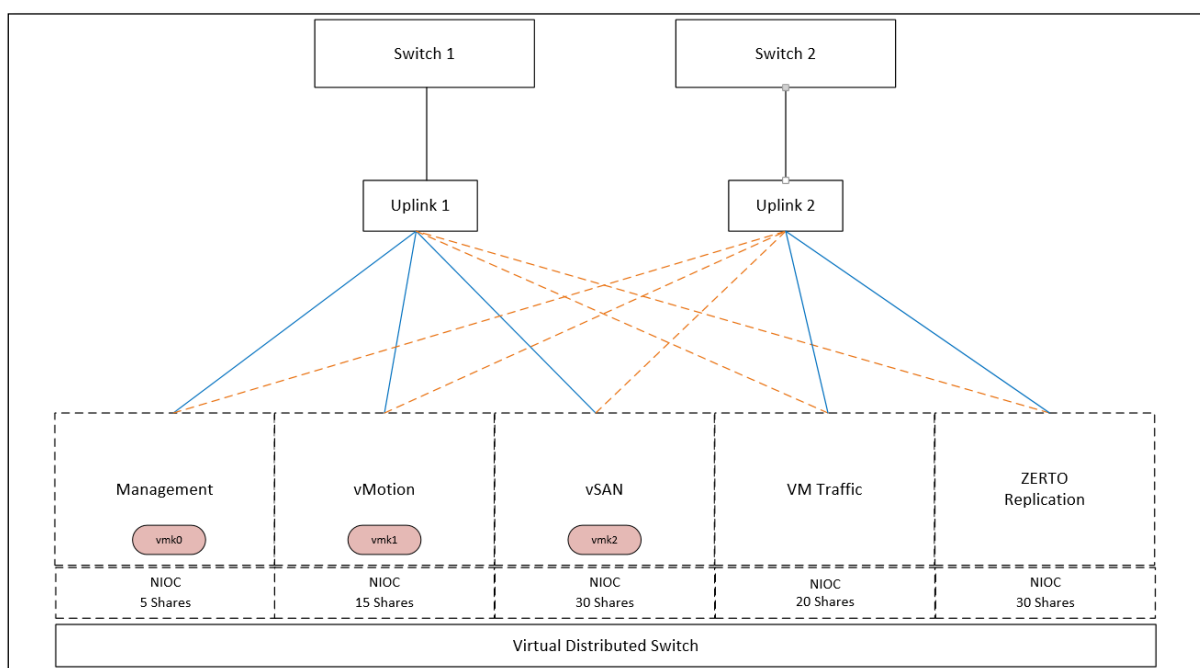 Switch 1
Switch 2
Uplink 1
Uplink 2
Management
vMotion
vSAN
VM Traffic
ZERTO
Replication
vmk0
vmk1
vmk2
NIOC
5 Shares
NIOC
15 Shares
NIOC
30 Shares
NIOC
20 Shares
NIOC
30 Shares
Virtual Distributed Switch